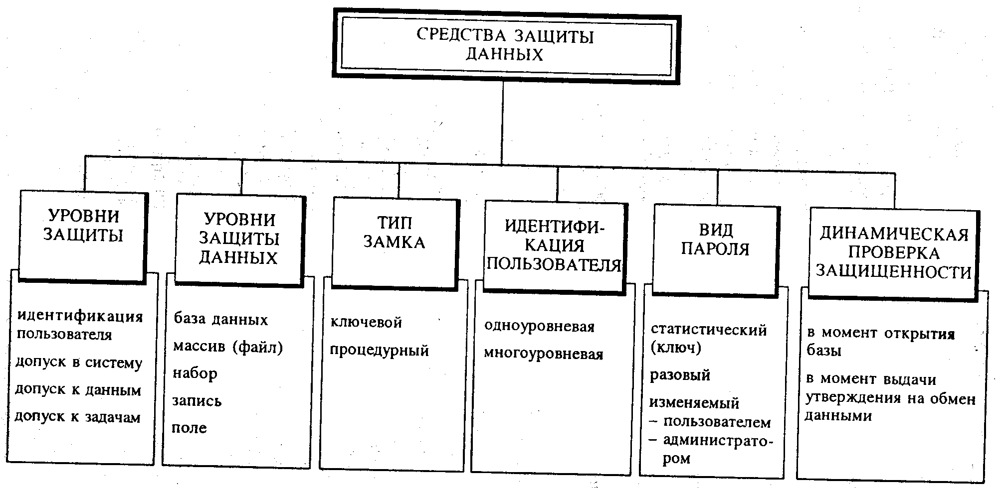 СРЕДСТВА ЗАЩИТЫ
ДАННЫХ
УРОВНИ
ЗАЩИТЫ
идентификация
пользователя
допуск в систему
допуск к данным
допуск к задачам
УРОВНИ
ЗАЩИТЫ
ДАННЫХ
база данных
массив (файл)
набор
запись
поле
ТИП
ЗАМКА
ключевой
процедурный
ИДЕНТИФИ-
КАЦИЯ
ПОЛЬЗОВАТЕЛЯ
одноуровневая
многоуровневая
ВИД
ПАРОЛЯ
статистический
(ключ)
разовый
изменяемый
– пользователем
– администрато-
ром
ДИНАМИЧЕСКАЯ
ПРОВЕРКА
ЗАЩИЩЕННОСТИ
в момент открытия
базы
в момент выдачи
утверждения на обмен
данными